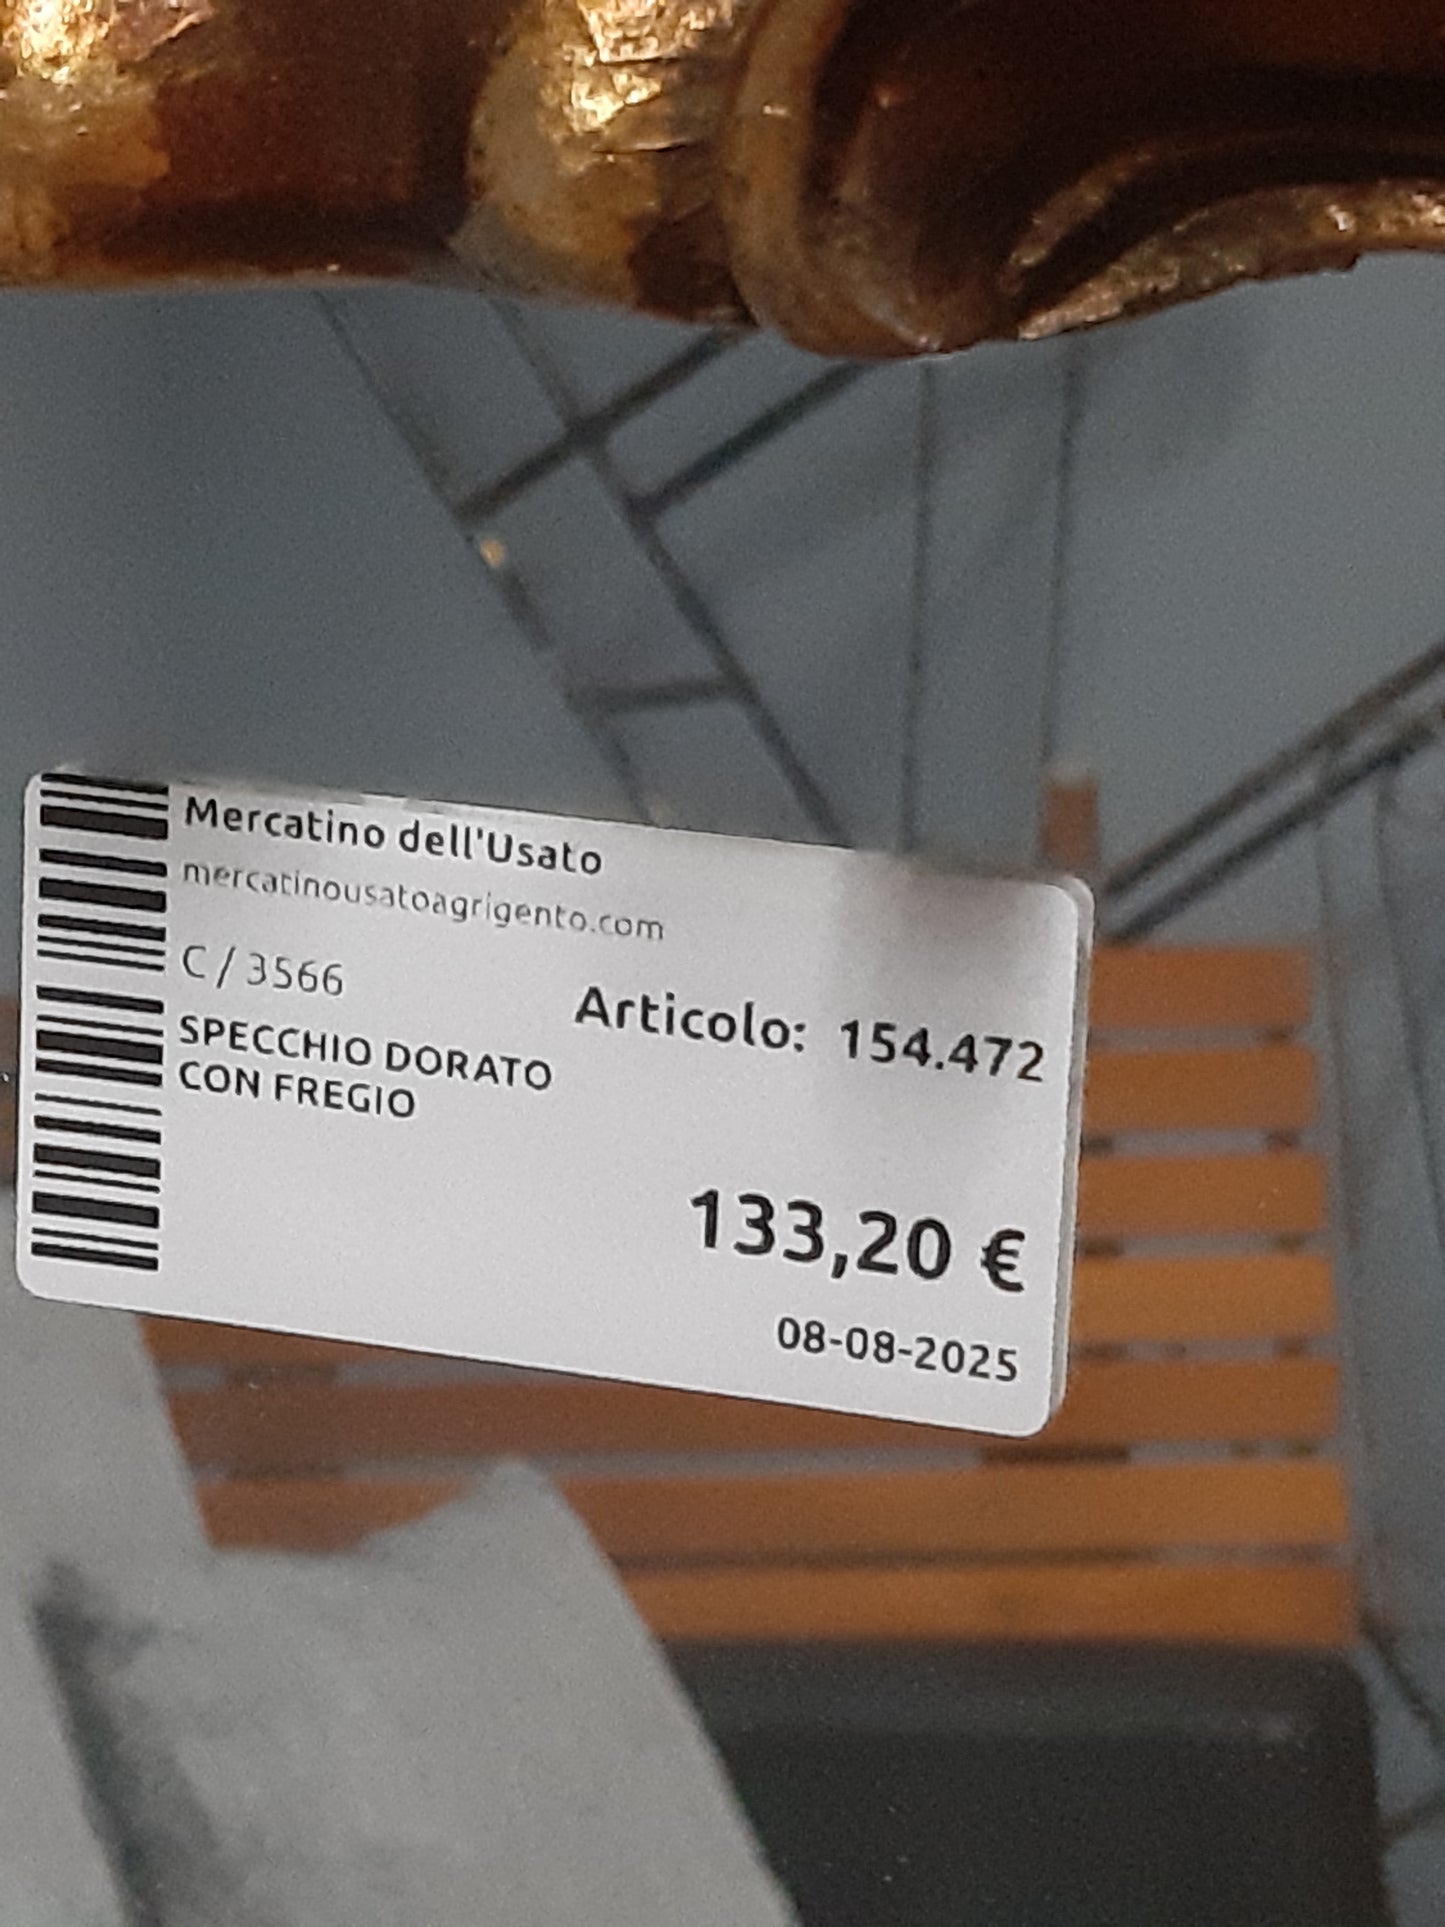 Mercatino dell'Usato
mercatinousatoagrigento.com
C / 3566
Articolo: 154.472
SPECCHIO DORATO
CON FREGIO
133,20 €
08-08-2025